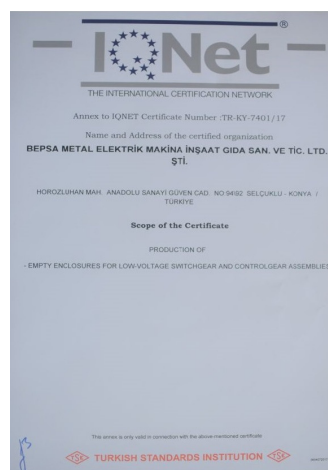 IQNet ®
THE INTERNATIONAL CERTIFICATION NETWORK
Annex to IQNET Certificate Number :TR-KY-7401/17
Name and Address of the certified organization
BEPSA METAL ELEKTRİK MAKİNA İNŞAAT GIDA SAN. VE TİC. LTD.
ŞTİ.
HOROZLUHAN MAH. ANADOLU SANAYİ GÜVEN CAD. NO:94\92 SELÇUKLU - KONYA /
TÜRKİYE
Scope of the Certificate
PRODUCTION OF
- EMPTY ENCLOSURES FOR LOW-VOLTAGE SWITCHGEAR AND CONTROLGEAR ASSEMBLIES
This annex is only valid in connection with the above-mentioned certificate
TSE TURKISH STANDARDS INSTITUTION TSE